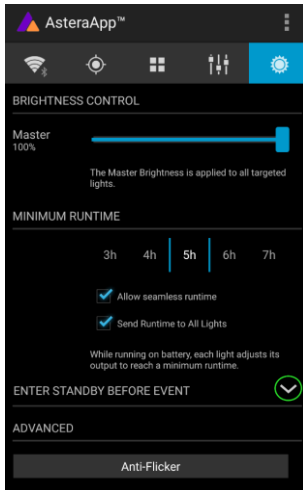 AsteraApp™
BRIGHTNESS CONTROL
Master
100%
The Master Brightness is applied to all targeted
lights.
MINIMUM RUNTIME
3h 4h 5h 6h 7h
Allow seamless runtime
Send Runtime to All Lights
While running on battery, each light adjusts its
output to reach a minimum runtime.
ENTER STANDBY BEFORE EVENT
ADVANCED
Anti-Flicker